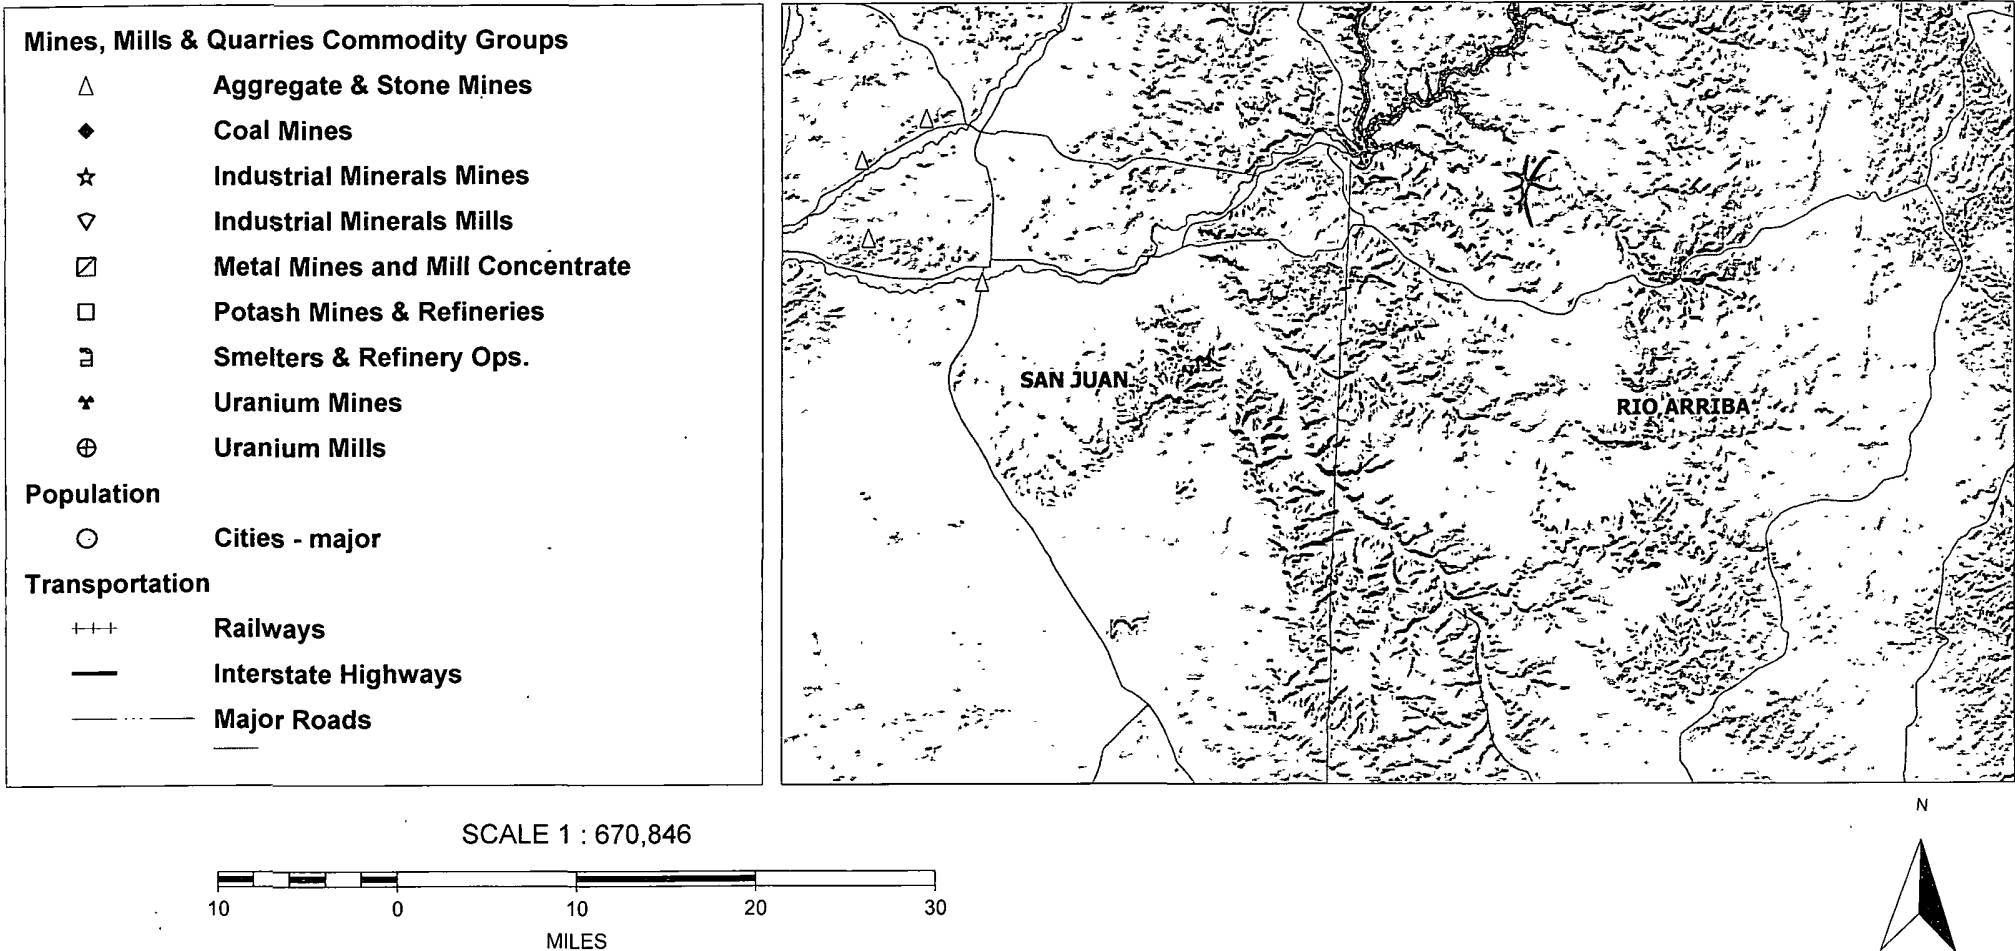 Mines, Mills & Quarries Commodity Groups
Aggregate & Stone Mines
Coal Mines
Industrial Minerals Mines
Industrial Minerals Mills
Metal Mines and Mill Concentrate
Potash Mines & Refineries
Smelters & Refinery Ops.
Uranium Mines
Uranium Mills
Population
Cities - major
Transportation
Railways
Interstate Highways
Major Roads
SAN JUAN
RIO ARRIBA
SCALE 1 : 670,846
10 0 10 20 30
MILES
N